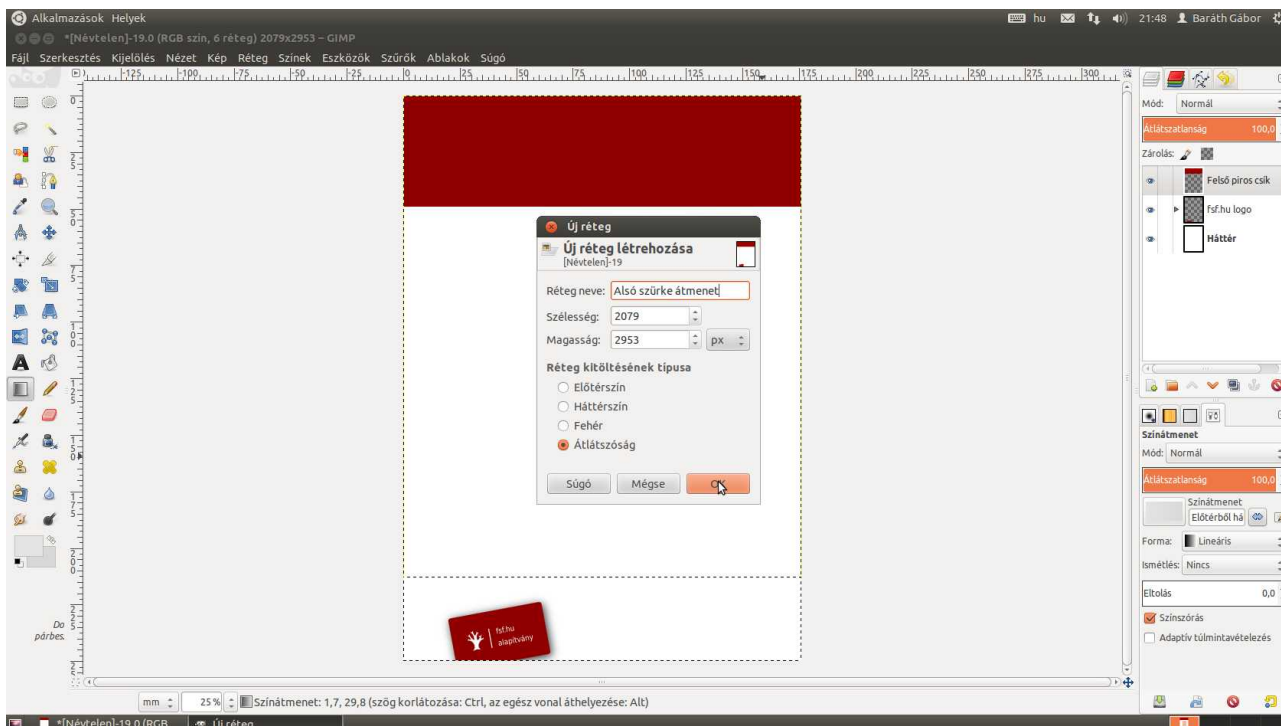 Alkalmazások Helyek
hu
21:48 Baráth Gábor
*[Névtelen]-19.0 (RGB szín, 6 réteg) 2079x2953 – GIMP
Fájl Szerkesztés Kijelölés Nézet Kép Réteg Színek Eszközök Szűrők Ablakok Súgó
Mód: Normál
Átlátszatlanság 100,0
Zárolás:
Felső piros csík
fsf.hu logo
Háttér
Új réteg
Új réteg létrehozása
[Névtelen]-19
Réteg neve: Alsó szürke átmenet
Szélesség: 2079
Magasság: 2953 px
Réteg kitöltésének típusa
Előtérszín
Háttérszín
Fehér
Átlátszóság
Súgó Mégse OK
fsf.hu
alapítvány
Színátmenet
Mód: Normál
Átlátszatlanság 100,0
Színátmenet
Előtérből há
Forma: Lineáris
Ismétlés: Nincs
Eltolás 0,0
Színszórás
Adaptív túlmintavételezés
Do
párbes.
mm 25% Színátmenet: 1,7, 29,8 (szög korlátozása: Ctrl, az egész vonal áthelyezése: Alt)
*[Névtelen]-19.0 (RGB Új réteg